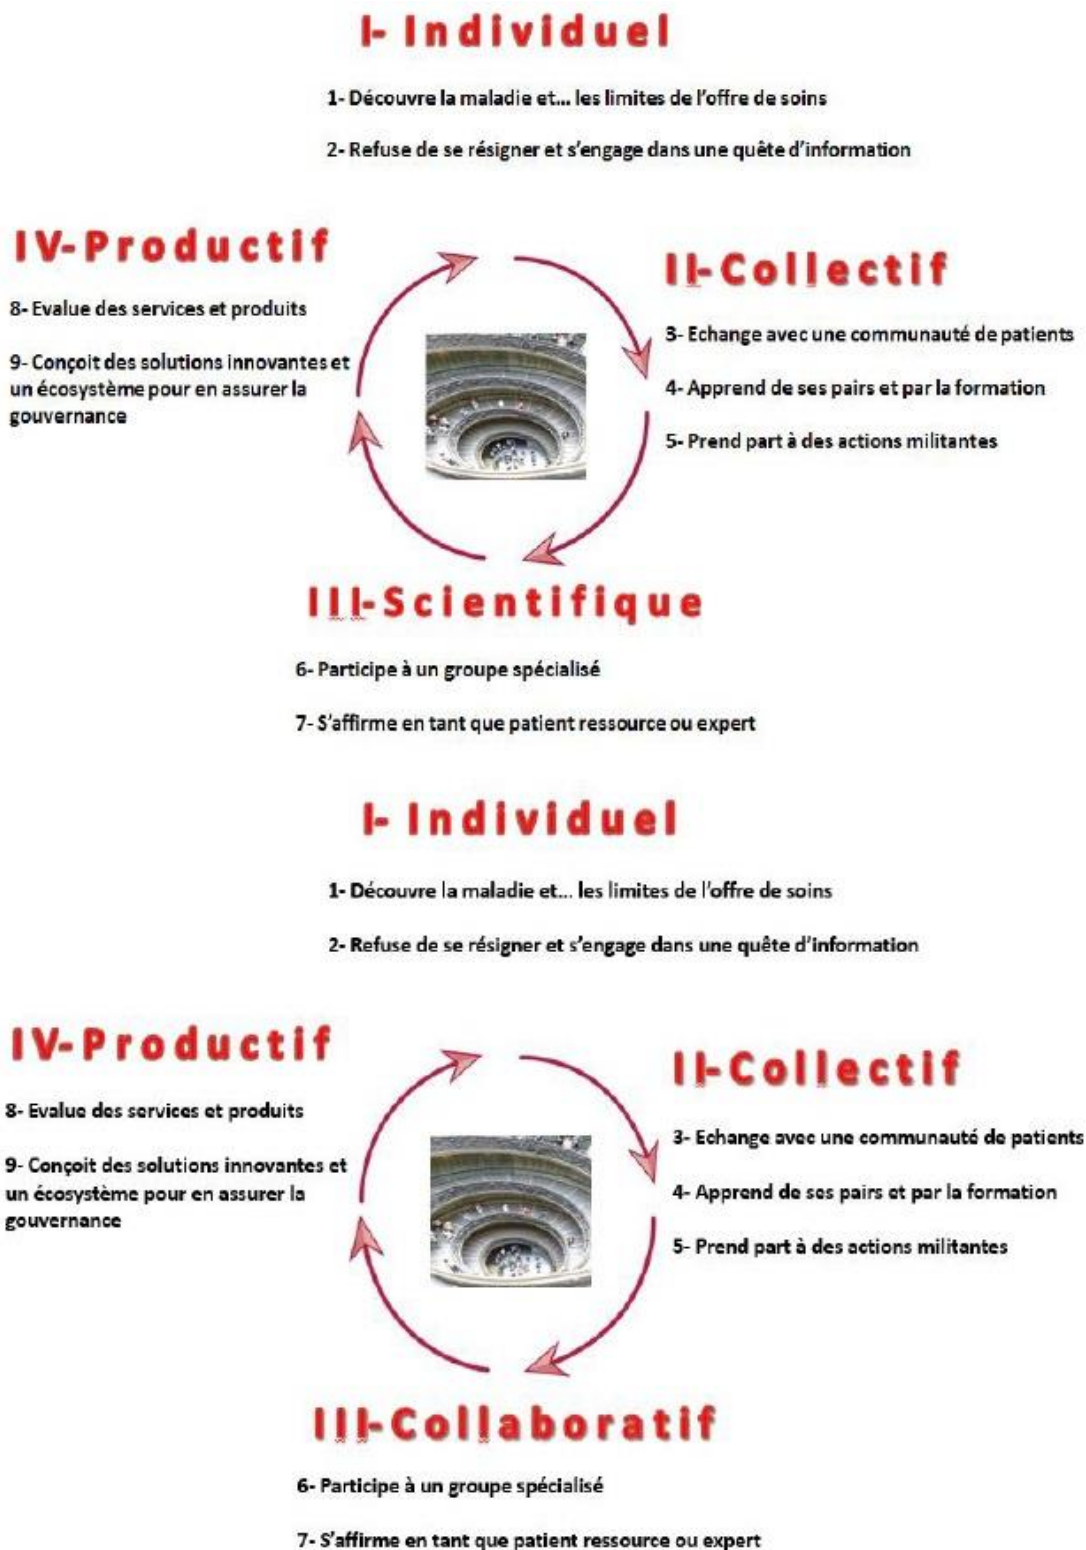 I- Individuel
1- Découvre la maladie et... les limites de l'offre de soins
2- Refuse de se résigner et s'engage dans une quête d'information
IV-Productif
8- Evalue des services et produits
9- Conçoit des solutions innovantes et
un écosystème pour en assurer la
gouvernance
II-Collectif
3- Echange avec une communauté de patients
4- Apprend de ses pairs et par la formation
5- Prend part à des actions militantes
III-Scientifique
6- Participe à un groupe spécialisé
7- S'affirme en tant que patient ressource ou expert
I- Individuel
1- Découvre la maladie et... les limites de l'offre de soins
2- Refuse de se résigner et s'engage dans une quête d'information
IV-Productif
8- Evalue des services et produits
9- Conçoit des solutions innovantes et
un écosystème pour en assurer la
gouvernance
II-Collectif
3- Echange avec une communauté de patients
4- Apprend de ses pairs et par la formation
5- Prend part à des actions militantes
III-Collaboratif
6- Participe à un groupe spécialisé
7- S'affirme en tant que patient ressource ou expert